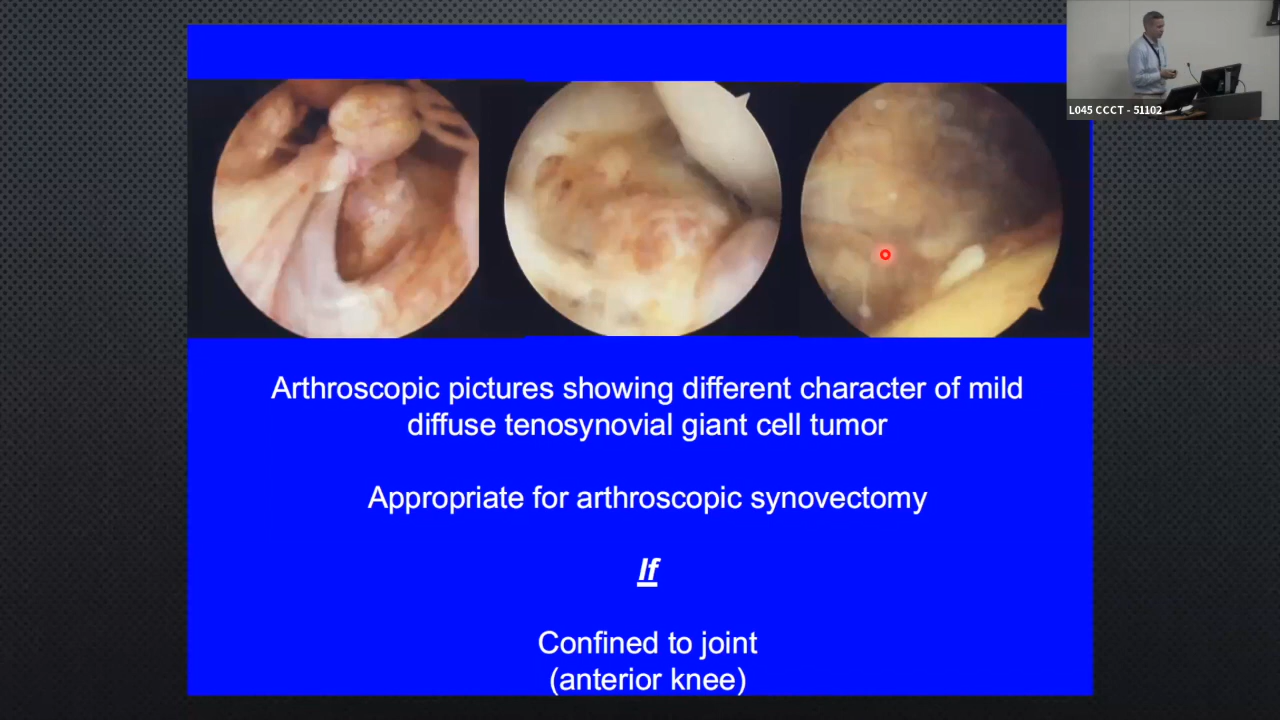 L045 CCCT - 51102
Arthroscopic pictures showing different character of mild
diffuse tenosynovial giant cell tumor
Appropriate for arthroscopic synovectomy
If
Confined to joint
(anterior knee)